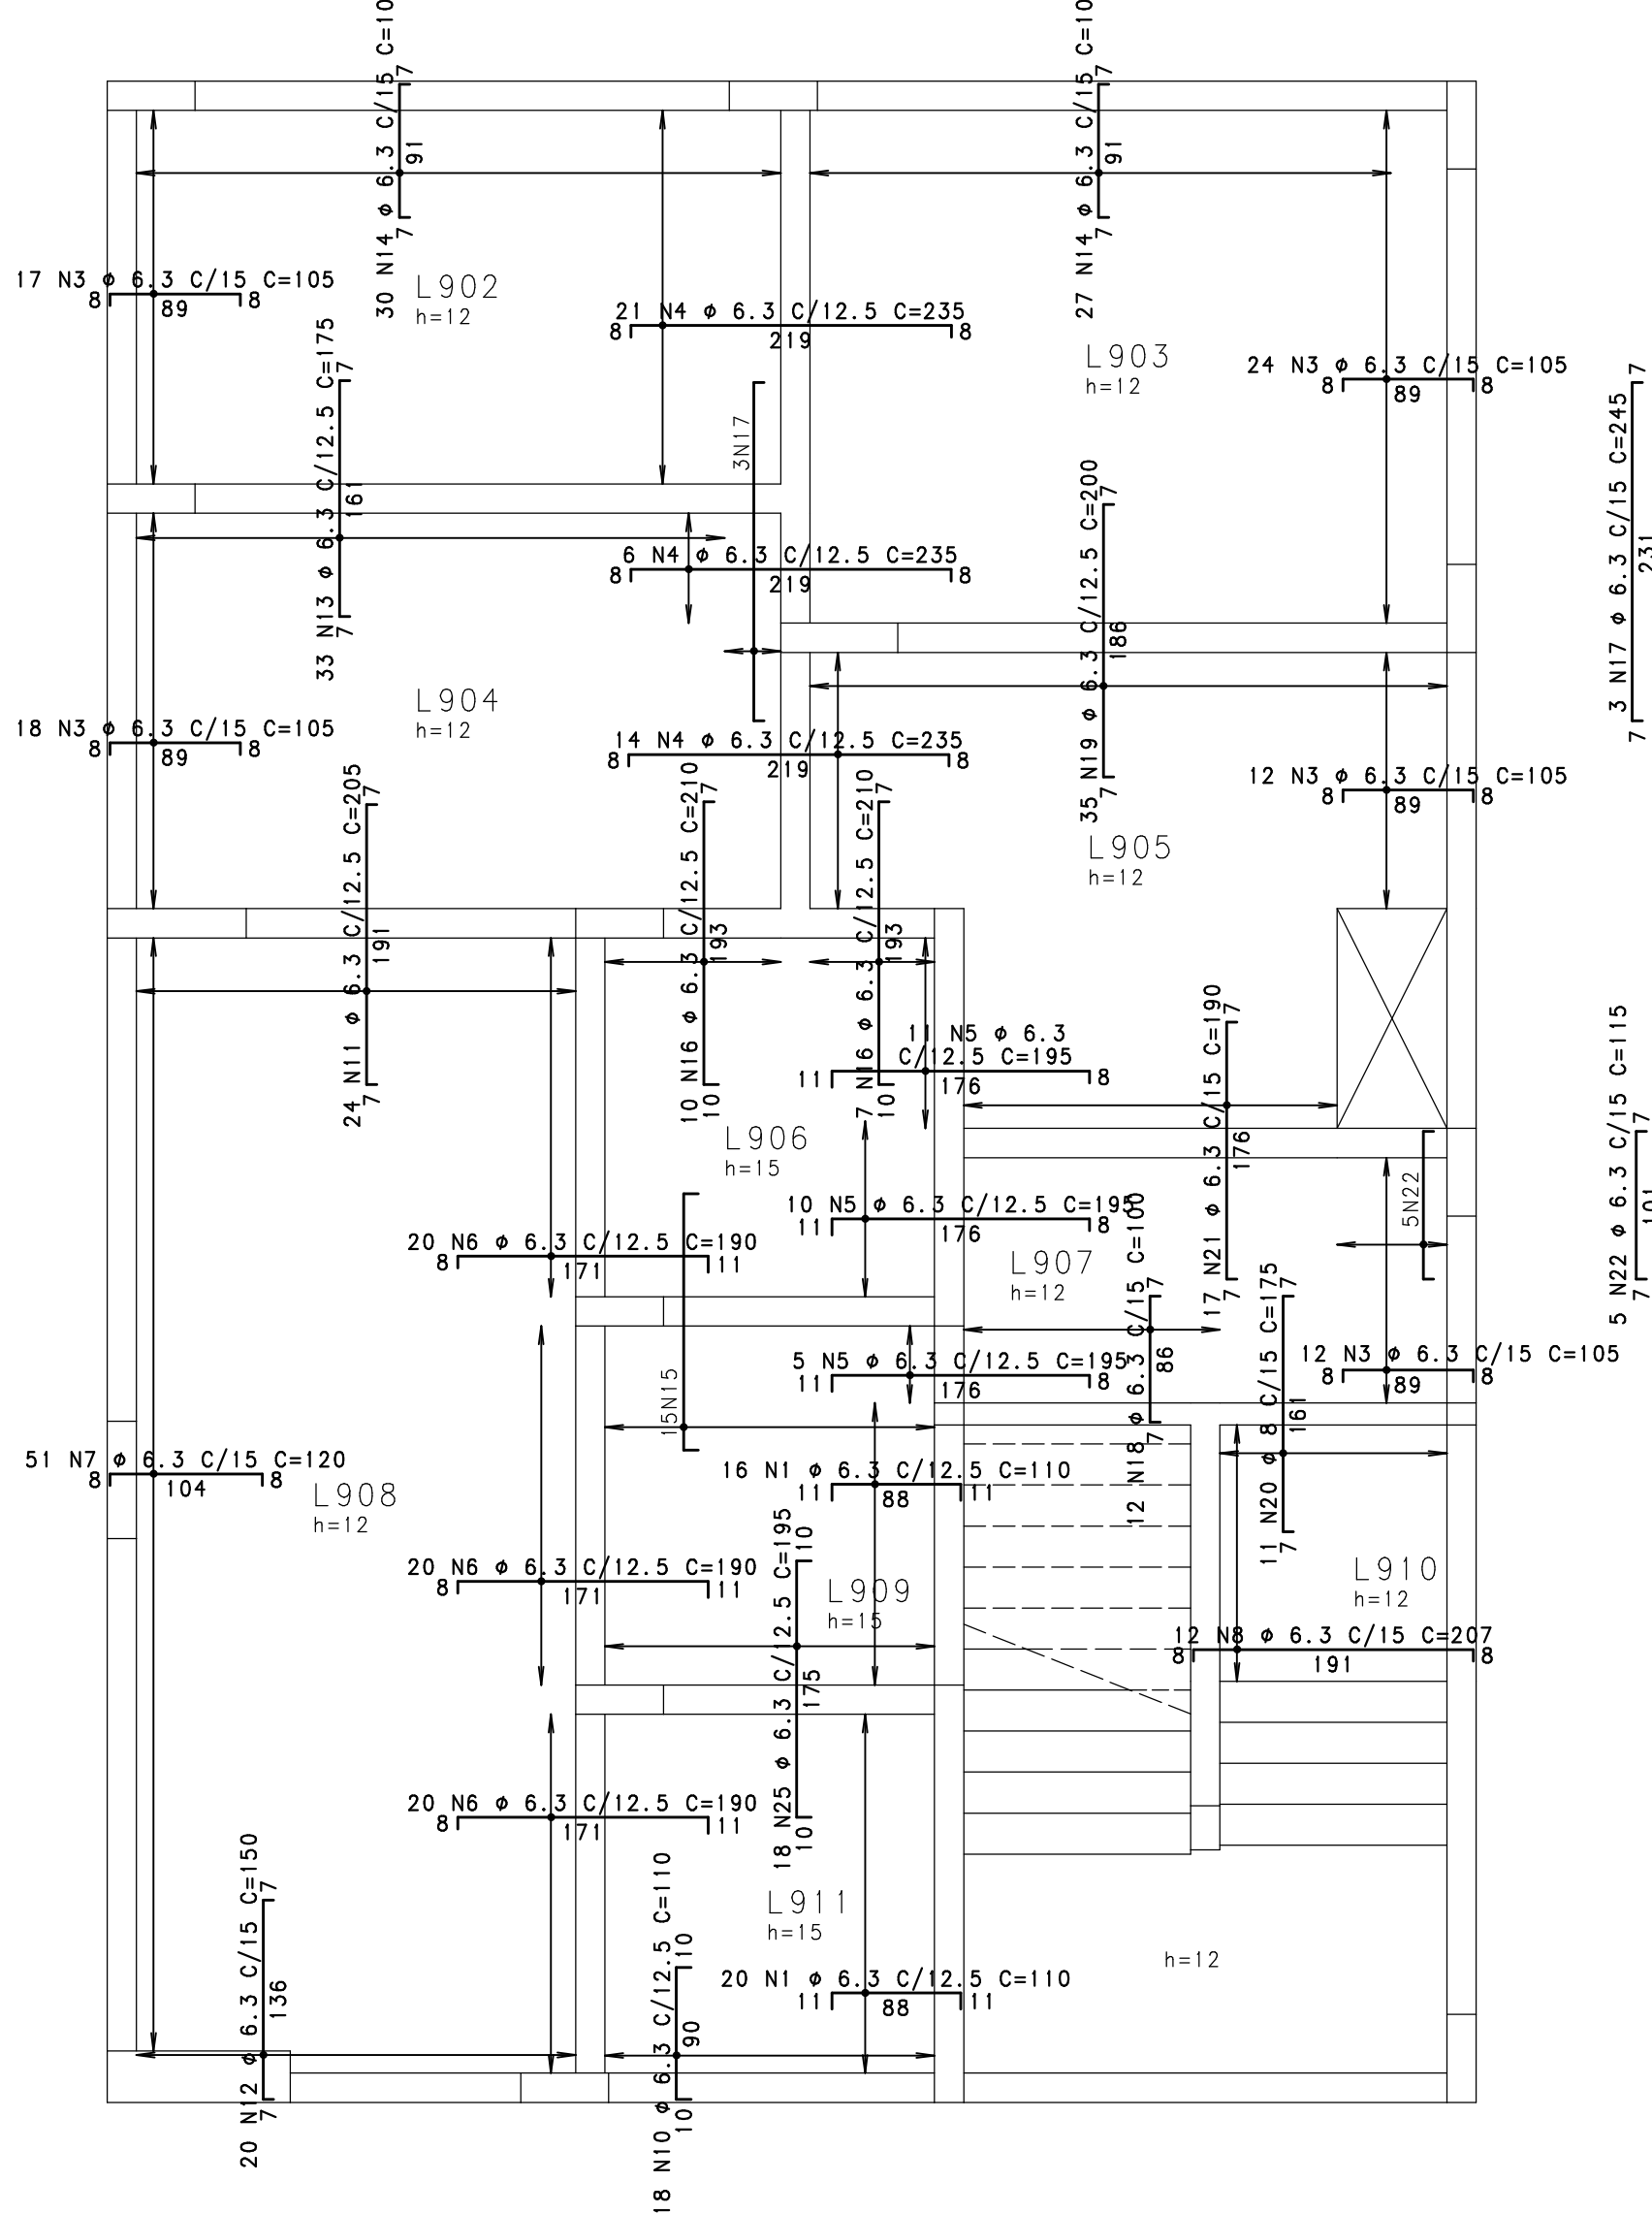 30 N14 φ 6.3 C/15 C=10
7
91
7
27 N14 φ 6.3 C/15 C=10
7
91
7
17 N3 φ 6.3 C/15 C=105
8
89
8
L902
h=12
21 N4 φ 6.3 C/12.5 C=235
8
219
8
L903
h=12
24 N3 φ 6.3 C/15 C=105
8
89
8
33 N13 φ 6.3 C/12.5 C=175
7
161
7
3N17
3 N17 φ 6.3 C/15 C=245
7
231
7
6 N4 φ 6.3 C/12.5 C=235
8
219
8
35 N19 φ 6.3 C/12.5 C=200
7
186
7
L904
h=12
18 N3 φ 6.3 C/15 C=105
8
89
8
14 N4 φ 6.3 C/12.5 C=235
8
219
8
12 N3 φ 6.3 C/15 C=105
8
89
8
L905
h=12
24 N11 φ 6.3 C/12.5 C=205
7
191
7
10 N16 φ 6.3 C/12.5 C=210
7
193
10
7 N16 φ 6.3 C/12.5 C=210
7
193
10
11 N5 φ 6.3
C/12.5 C=195
11
176
8
17 N21 φ 6.3 C/15 C=190
7
176
7
5 N22 φ 6.3 C/15 C=115
7
101
7
L906
h=15
5N22
10 N5 φ 6.3 C/12.5 C=195
11
176
8
20 N6 φ 6.3 C/12.5 C=190
8
171
11
L907
h=12
12 N18 φ 6.3 C/15 C=100
7
86
7
11 N20 φ 8 C/15 C=175
7
161
7
5 N5 φ 6.3 C/12.5 C=195
11
176
8
12 N3 φ 6.3 C/15 C=105
8
89
8
15N15
51 N7 φ 6.3 C/15 C=120
8
104
8
L908
h=12
16 N1 φ 6.3 C/12.5 C=110
11
88
11
20 N6 φ 6.3 C/12.5 C=190
8
171
11
18 N25 φ 6.3 C/12.5 C=195
10
175
10
L909
h=15
L910
h=12
12 N8 φ 6.3 C/15 C=207
8
191
8
20 N6 φ 6.3 C/12.5 C=190
8
171
11
L911
h=15
20 N12 φ 6.3 C/15 C=150
7
136
7
18 N10 φ 6.3 C/12.5 C=110
10
90
10
20 N1 φ 6.3 C/12.5 C=110
11
88
11
h=12